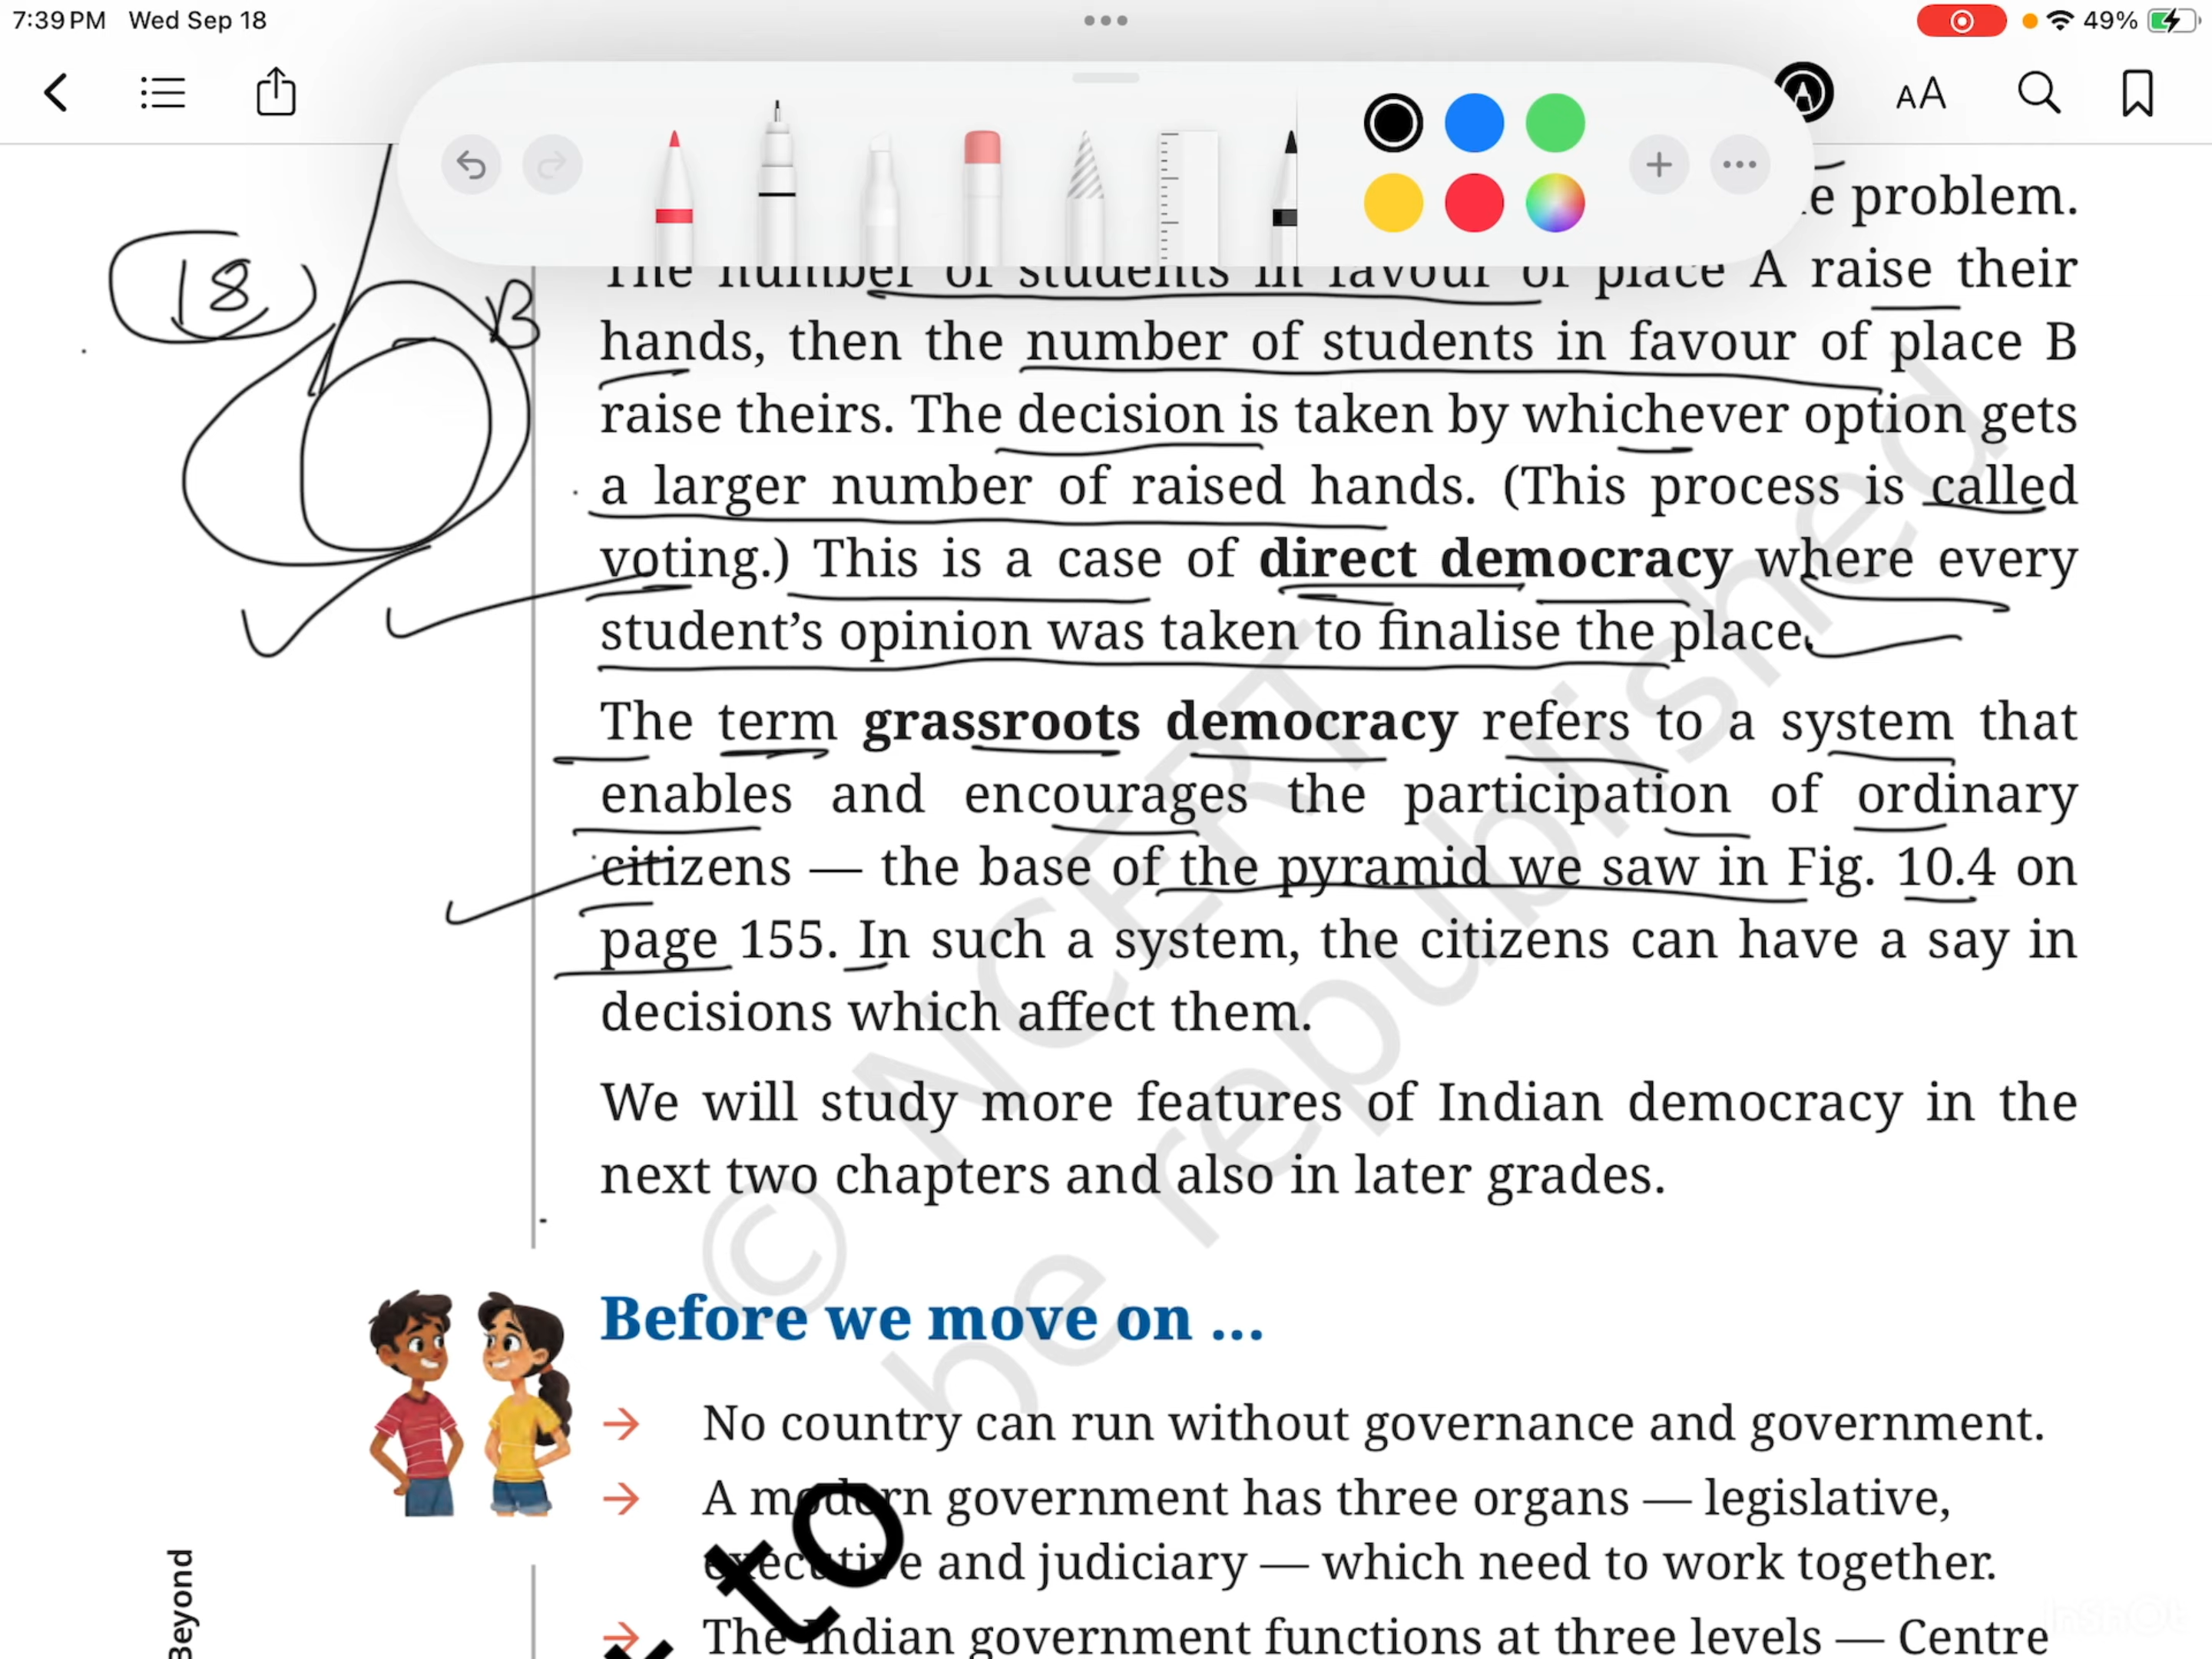 7:39 PM Wed Sep 18
49%
AA
e problem.
The number of students in favour of place A raise their
hands, then the number of students in favour of place B
raise theirs. The decision is taken by whichever option gets
a larger number of raised hands. (This process is called
voting.) This is a case of direct democracy where every
student's opinion was taken to finalise the place.
The term grassroots democracy refers to a system that
enables and encourages the participation of ordinary
citizens — the base of the pyramid we saw in Fig. 10.4 on
page 155. In such a system, the citizens can have a say in
decisions which affect them.
We will study more features of Indian democracy in the
next two chapters and also in later grades.
Before we move on ...
→ No country can run without governance and government.
→ A modern government has three organs — legislative,
executive and judiciary — which need to work together.
→ The Indian government functions at three levels — Centre
18
B
Beyond
© NCERT
be republished
to